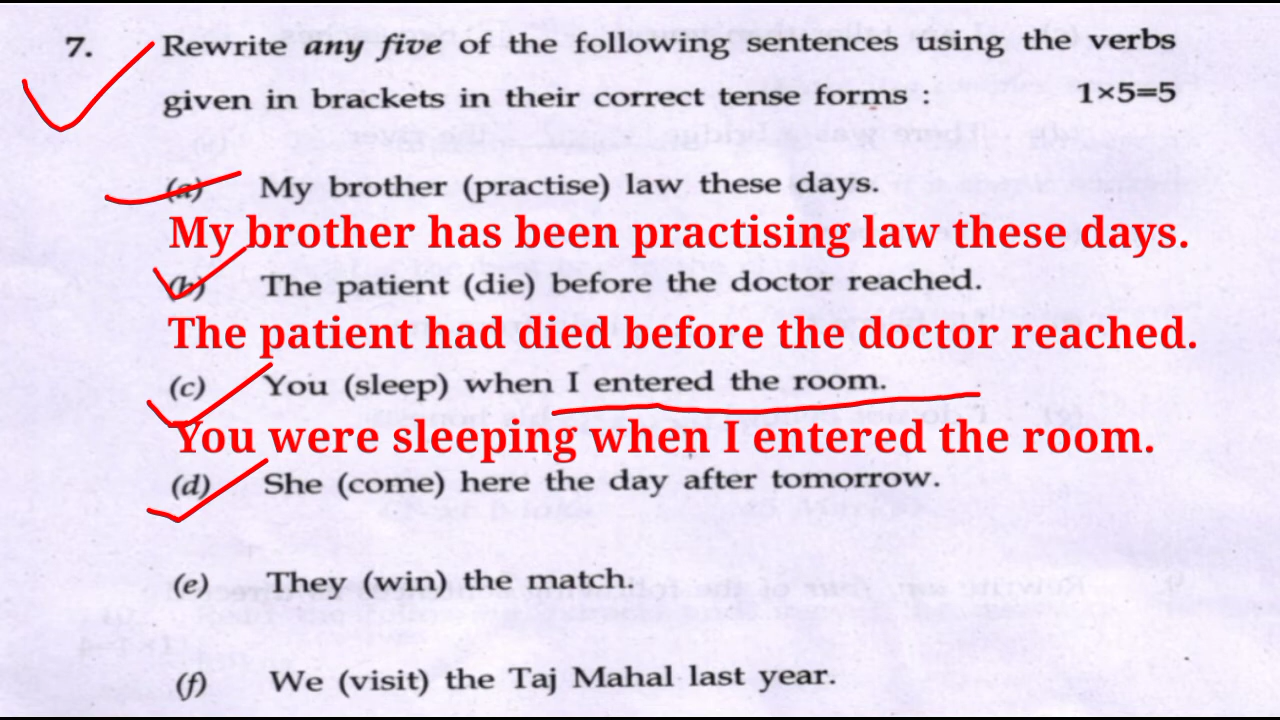 7. Rewrite any five of the following sentences using the verbs
given in brackets in their correct tense forms : 1×5=5
(a) My brother (practise) law these days.
My brother has been practising law these days.
(b) The patient (die) before the doctor reached.
The patient had died before the doctor reached.
(c) You (sleep) when I entered the room.
You were sleeping when I entered the room.
(d) She (come) here the day after tomorrow.
(e) They (win) the match.
(f) We (visit) the Taj Mahal last year.